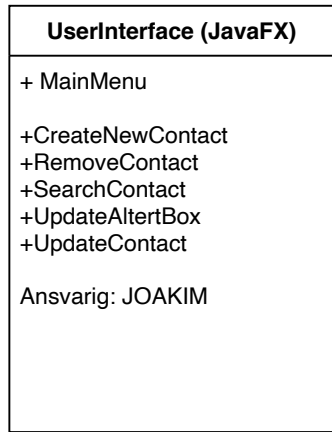 UserInterface (JavaFX)
+ MainMenu
+CreateNewContact
+RemoveContact
+SearchContact
+UpdateAltertBox
+UpdateContact
Ansvarig: JOAKIM